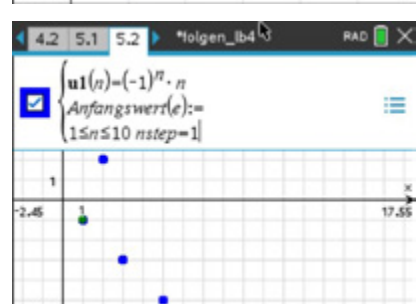 4.2 5.1 5.2 *folgen_lb4 RAD
u1(n)=(-1)ⁿ· n
Anfangswert(e):=
1≤n≤10 nstep=1
1
x
-2.45 1 17.55